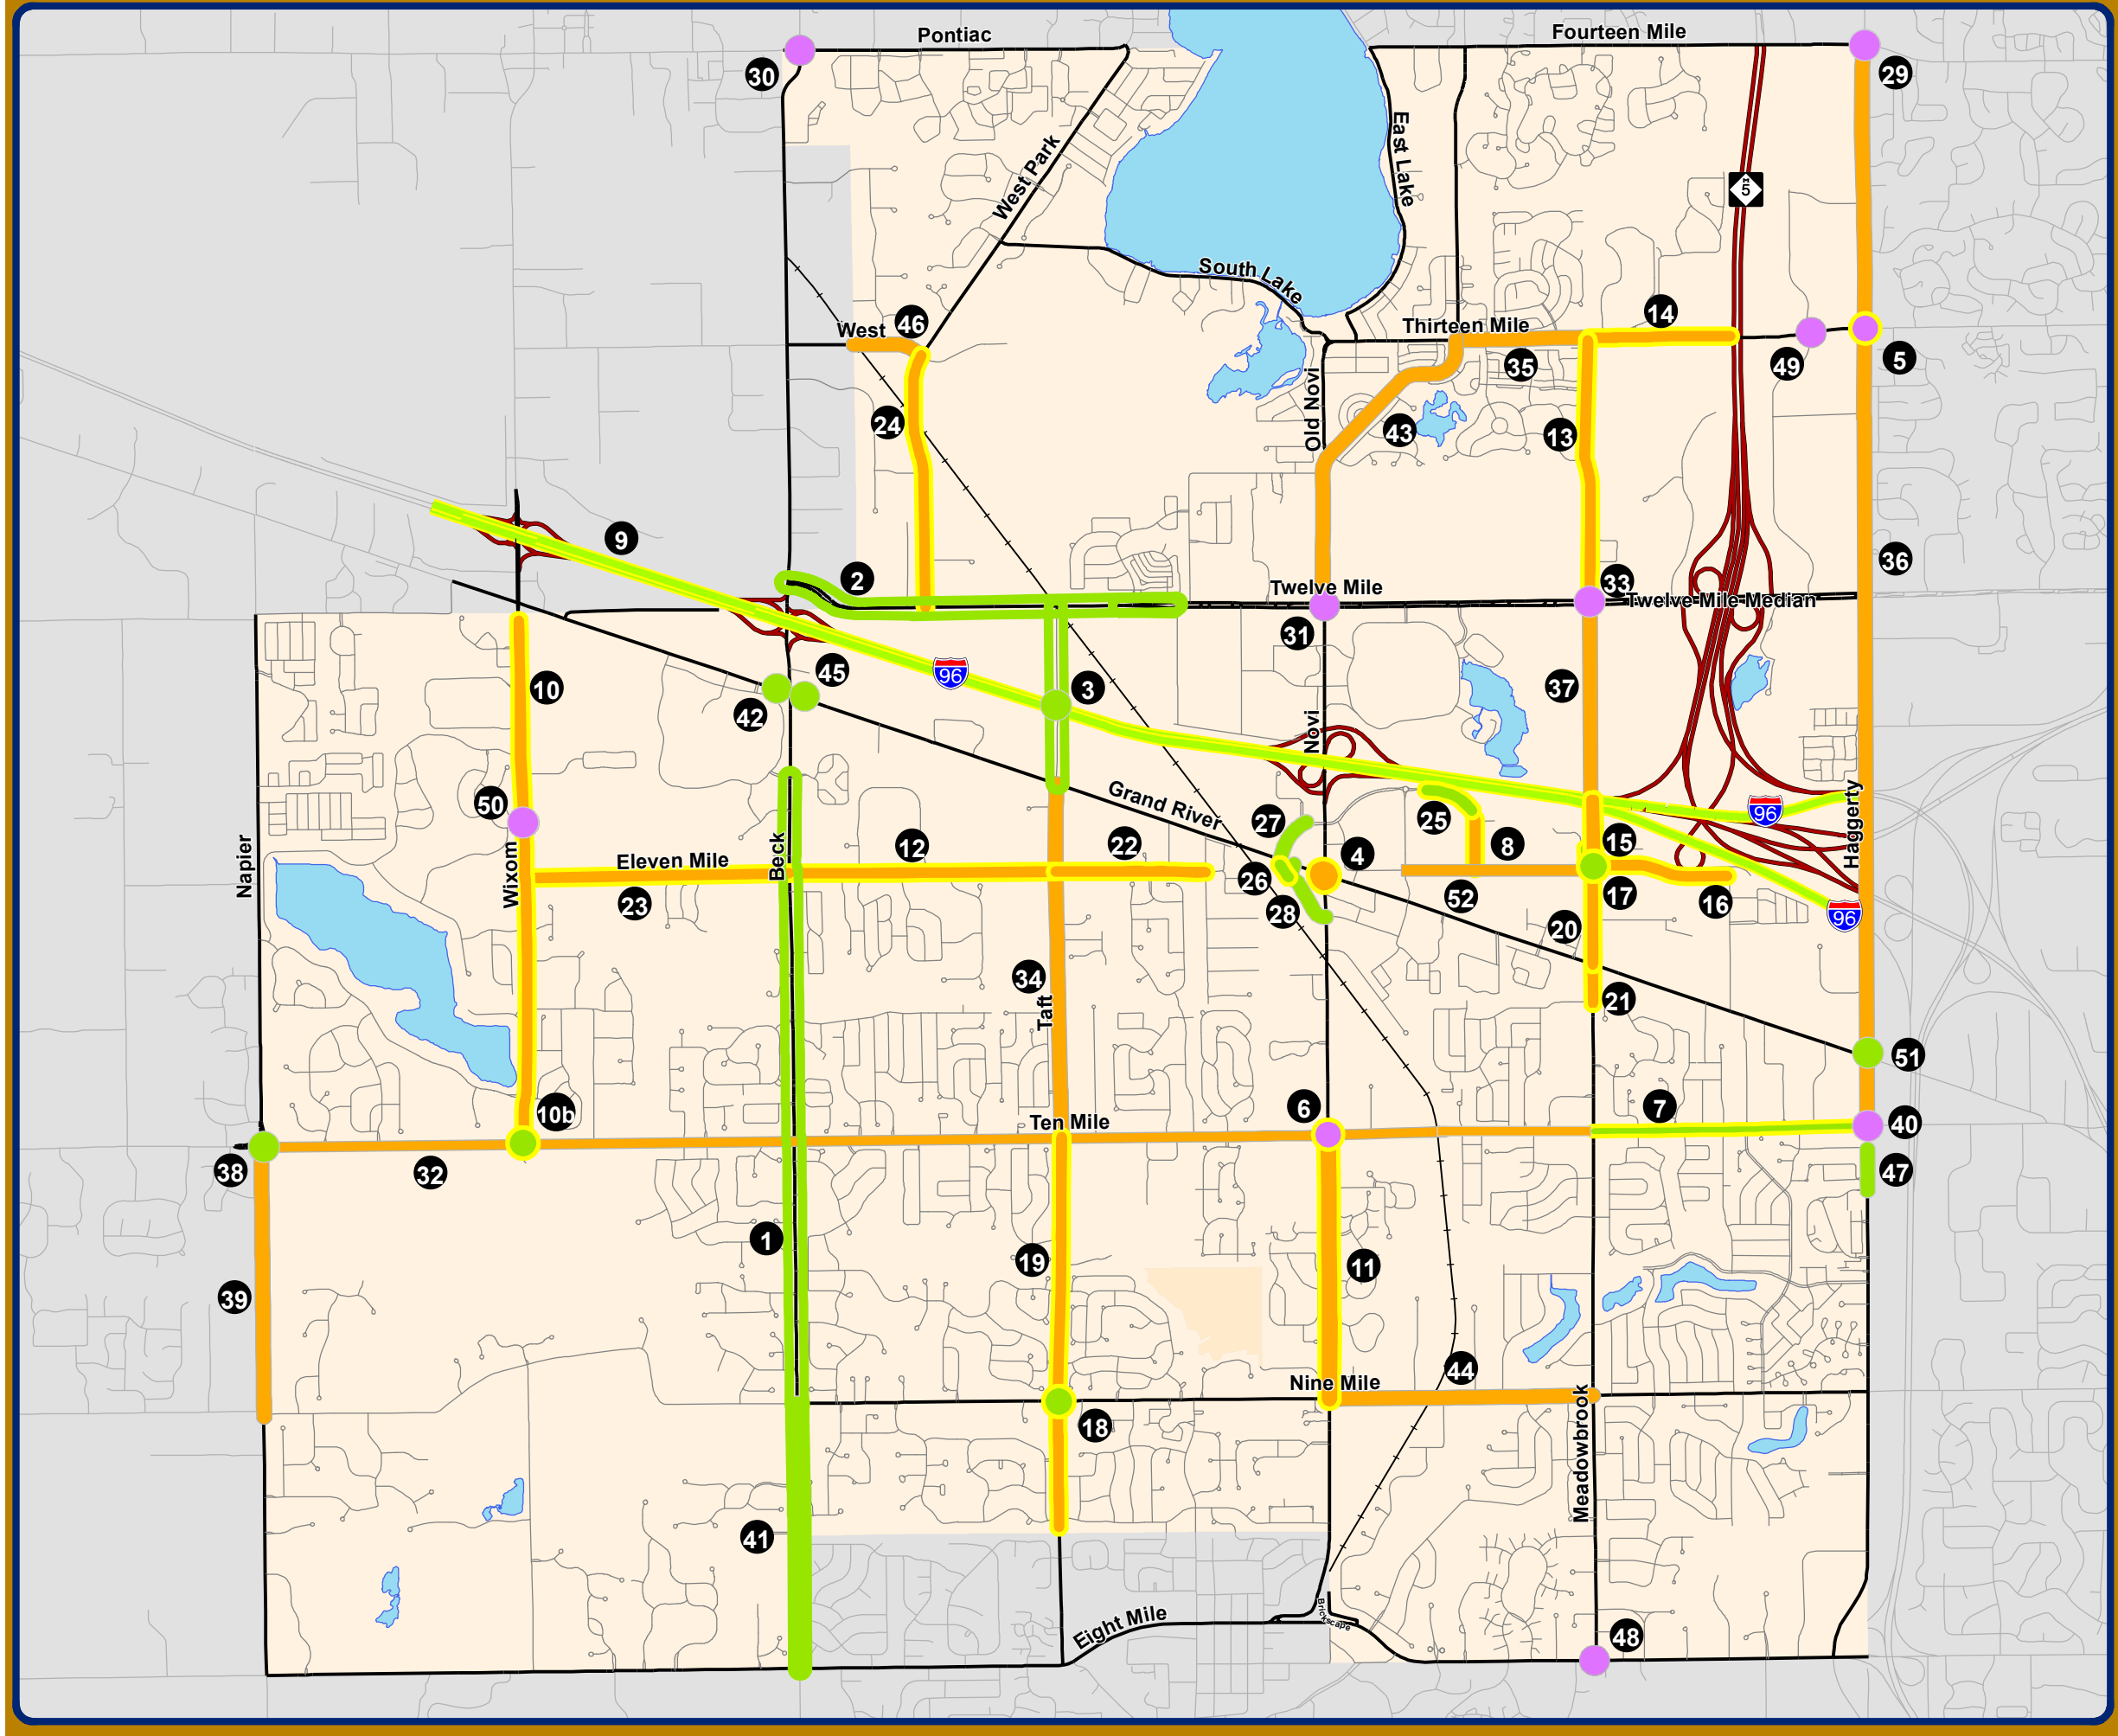 Pontiac
Fourteen Mile
30
29
East Lake
West Park
M
5
South Lake
46
West
14
Thirteen Mile
49
5
35
24
Old Novi
43
13
9
36
2
33
Twelve Mile
Twelve Mile Median
31
45
96
10
42
3
37
Novi
50
Grand River
96
27
25
Haggerty
15
8
12
22
4
Eleven Mile
Napier
Wixom
Beck
26
52
17
16
23
28
96
20
34
21
Taft
51
10b
6
7
Ten Mile
40
38
32
47
1
19
11
39
44
Nine Mile
18
Meadowbrook
41
Eight Mile
Brickscape
48